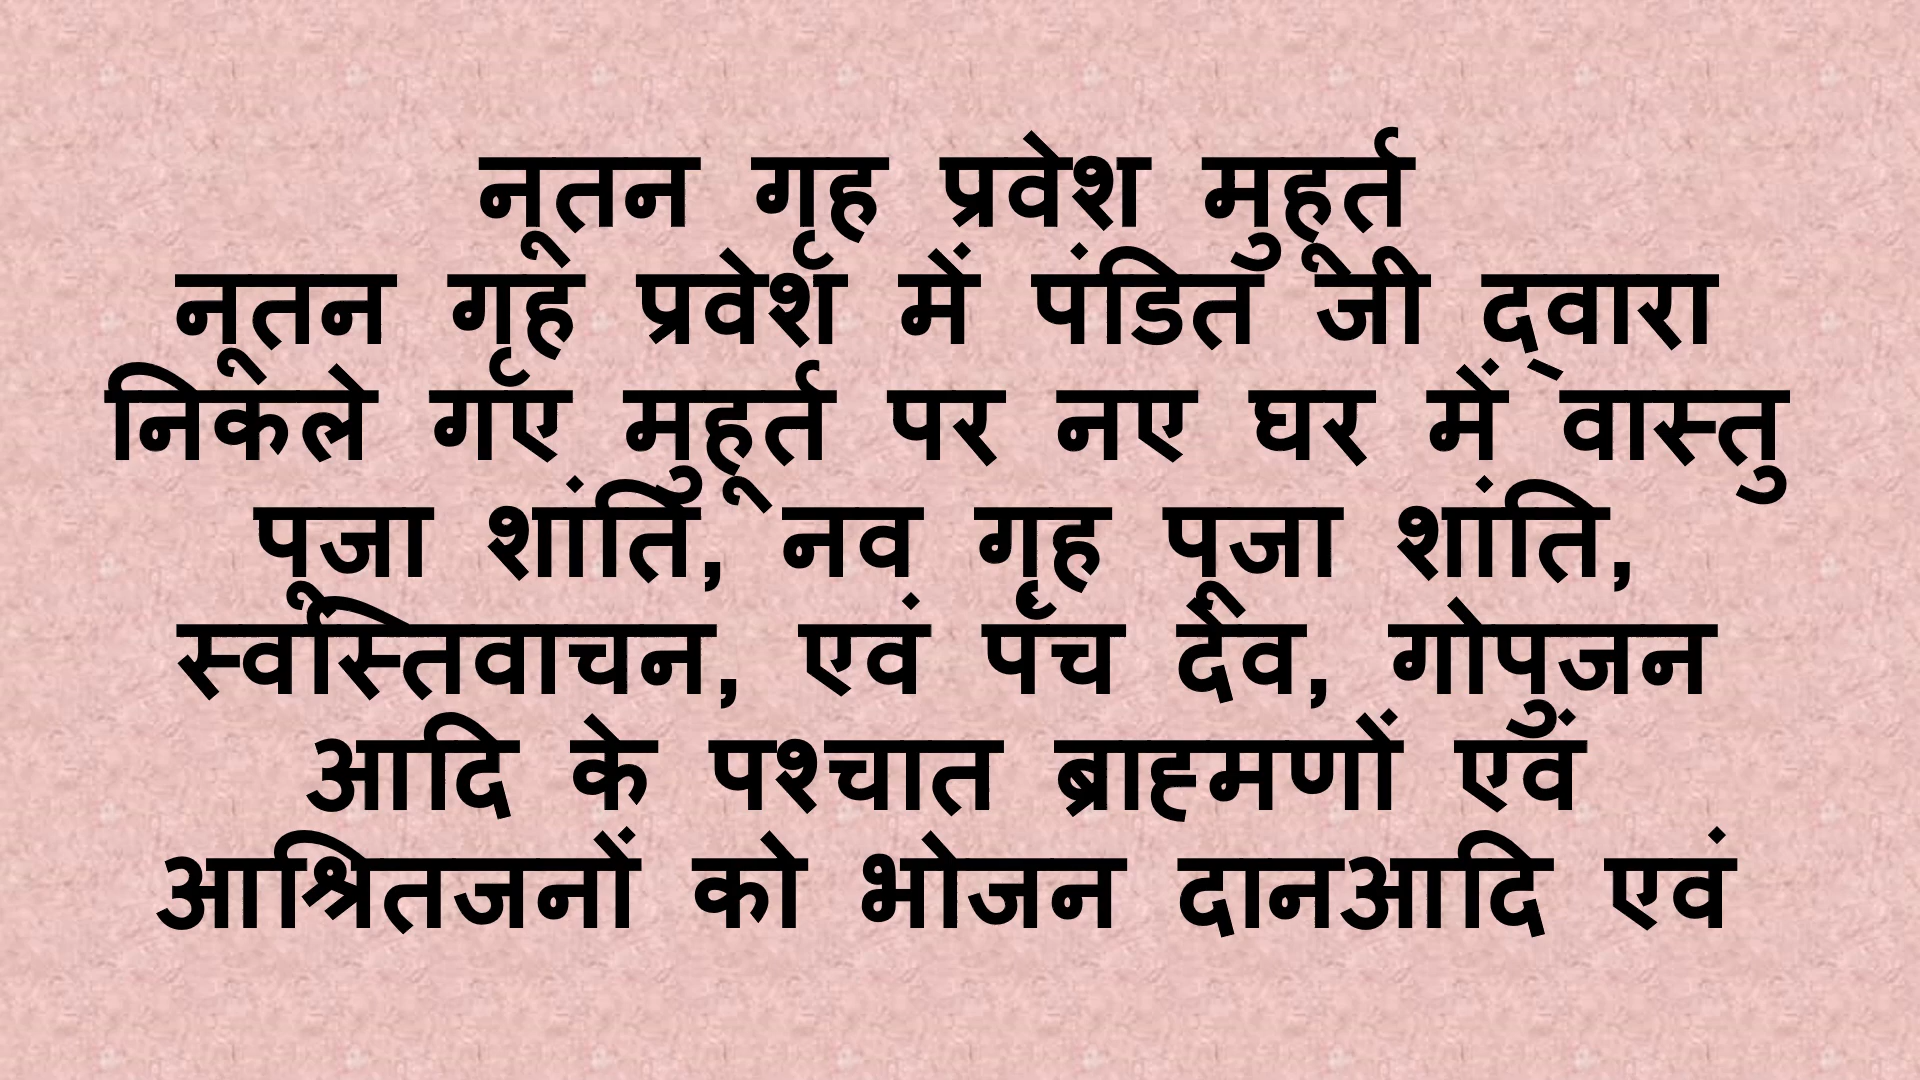 नूतन गृह प्रवेश मुहूर्त
नूतन गृह प्रवेश में पंडित जी द्वारा
निकले गए मुहूर्त पर नए घर में वास्तु
पूजा शांति, नव गृह पूजा शांति,
स्वस्तिवाचन, एवं पंच देव, गोपुजन
आदि के पश्चात ब्राह्मणों एवं
आश्रितजनों को भोजन दानआदि एवं